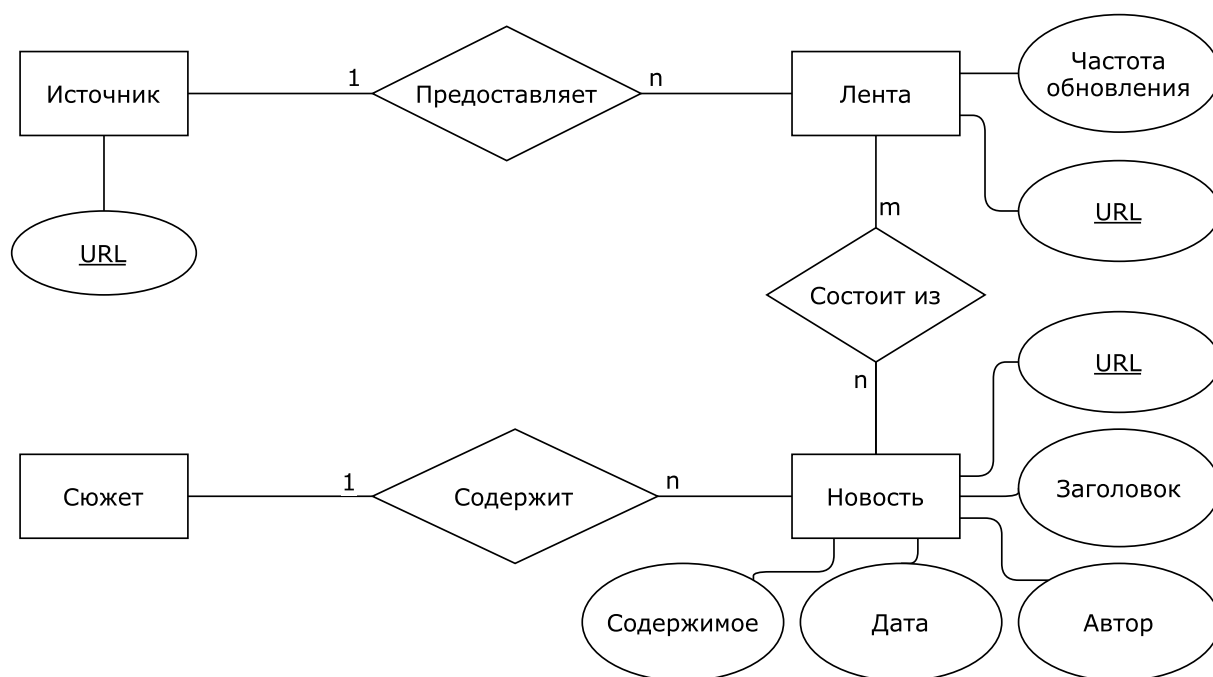 Источник
1
Предоставляет
n
Лента
Частота
обновления
URL
m
URL
Состоит из
n
URL
Сюжет
1
Содержит
n
Новость
Заголовок
Содержимое
Дата
Автор